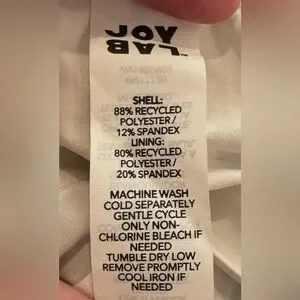 JOY
LAB
SHELL:
88% RECYCLED
POLYESTER /
12% SPANDEX
LINING:
80% RECYCLED
POLYESTER /
20% SPANDEX
MACHINE WASH
COLD SEPARATELY
GENTLE CYCLE
ONLY NON-
CHLORINE BLEACH IF
NEEDED
TUMBLE DRY LOW
REMOVE PROMPTLY
COOL IRON IF
NEEDED